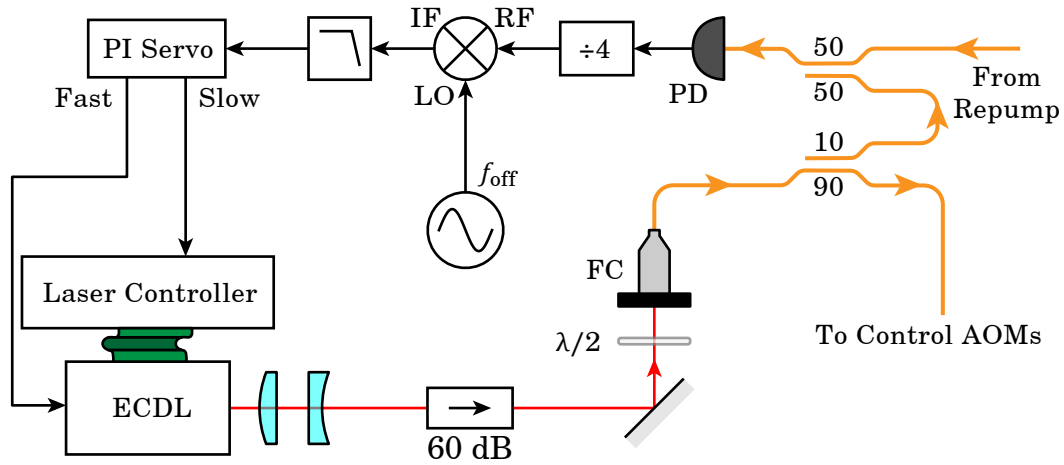 PI Servo
IF
RF
LO
÷4
PD
50
50
From
Repump
10
90
Fast
Slow
f_off
FC
Laser Controller
λ/2
To Control AOMs
ECDL
60 dB